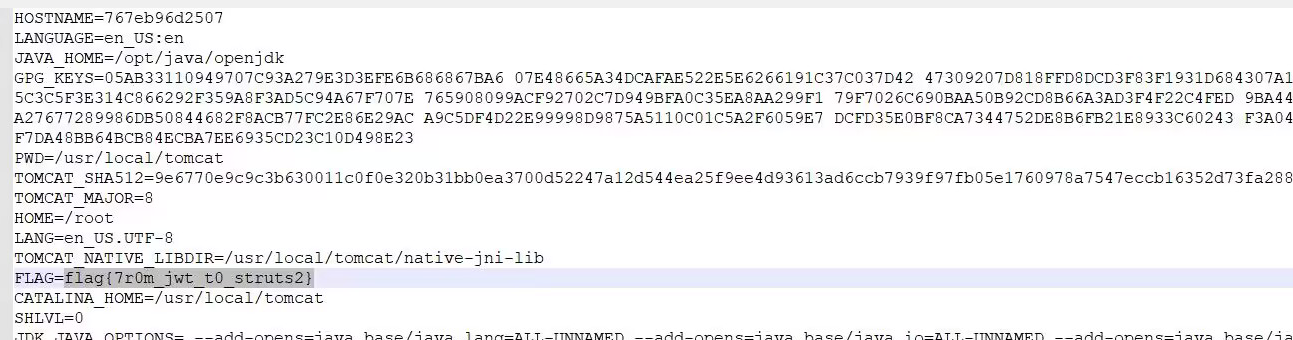 HOSTNAME=767eb96d2507
LANGUAGE=en_US:en
JAVA_HOME=/opt/java/openjdk
GPG_KEYS=05AB33110949707C93A279E3D3EFE6B686867BA6 07E48665A34DCAFAE522E5E6266191C37C037D42 47309207D818FFD8DCD3F83F1931D684307A1
5C3C5F3E314C866292F359A8F3AD5C94A67F707E 765908099ACF92702C7D949BFA0C35EA8AA299F1 79F7026C690BAA50B92CD8B66A3AD3F4F22C4FED 9BA44
A27677289986DB50844682F8ACB77FC2E86E29AC A9C5DF4D22E99998D9875A5110C01C5A2F6059E7 DCFD35E0BF8CA7344752DE8B6FB21E8933C60243 F3A04
F7DA48BB64BCB84ECBA7EE6935CD23C10D498E23
PWD=/usr/local/tomcat
TOMCAT_SHA512=9e6770e9c9c3b630011c0f0e320b31bb0ea3700d52247a12d544ea25f9ee4d93613ad6ccb7939f97fb05e1760978a7547eccb16352d73fa288
TOMCAT_MAJOR=8
HOME=/root
LANG=en_US.UTF-8
TOMCAT_NATIVE_LIBDIR=/usr/local/tomcat/native-jni-lib
FLAG=flag{7r0m_jwt_t0_struts2}
CATALINA_HOME=/usr/local/tomcat
SHLVL=0
JDK_JAVA_OPTIONS= --add-opens=java.base/java.lang=ALL-UNNAMED --add-opens=java.base/java.io=ALL-UNNAMED --add-opens=java.base/ja